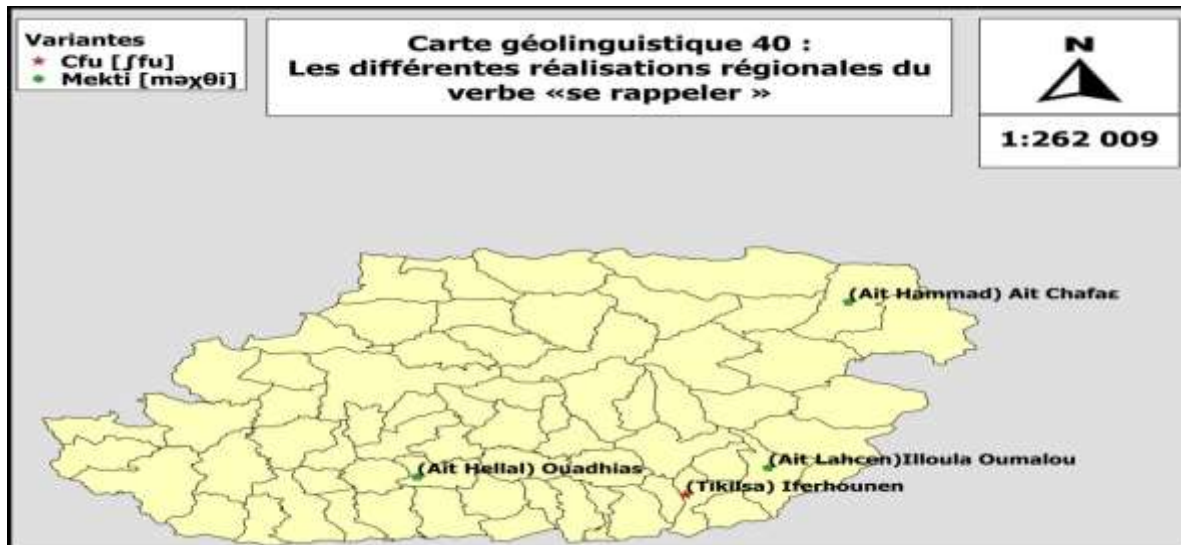 Variantes
Cfu [ʃfu]
Mekti [məχθi]
Carte géolinguistique 40 :
Les différentes réalisations régionales du
verbe «se rappeler »
N
1:262 009
(Ait Hammad) Ait Chafaε
(Ait Hellal) Ouadhias
(Ait Lahcen)Illoula Oumalou
(Tikilsa) Iferhounen